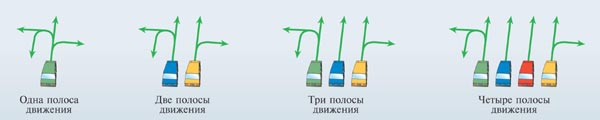 Одна полоса
движения
Две полосы
движения
Три полосы
движения
Четыре полосы
движения